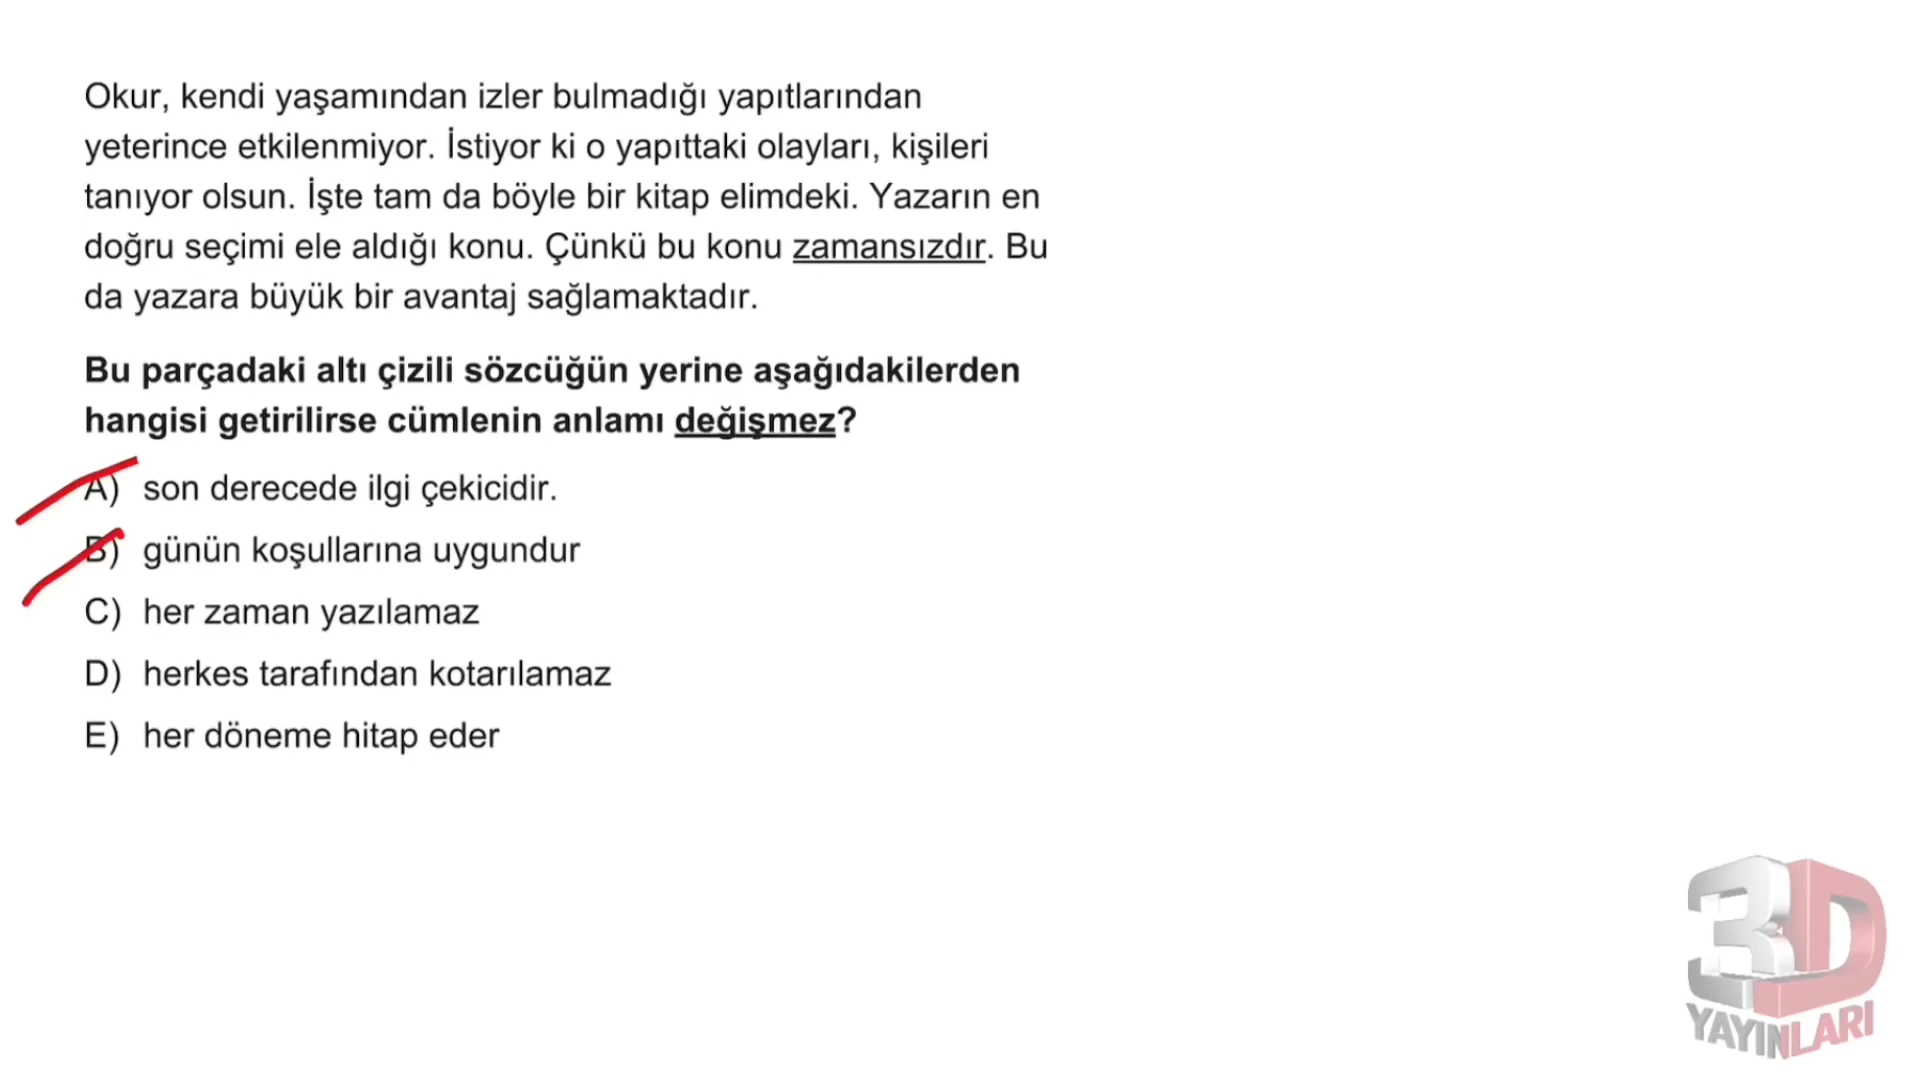 Okur, kendi yaşamından izler bulmadığı yapıtlarından
yeterince etkilenmiyor. İstiyor ki o yapıttaki olayları, kişileri
tanıyor olsun. İşte tam da böyle bir kitap elimdeki. Yazarın en
doğru seçimi ele aldığı konu. Çünkü bu konu zamansızdır. Bu
da yazara büyük bir avantaj sağlamaktadır.
Bu parçadaki altı çizili sözcüğün yerine aşağıdakilerden
hangisi getirilirse cümlenin anlamı değişmez?
A) son derecede ilgi çekicidir.
B) günün koşullarına uygundur
C) her zaman yazılamaz
D) herkes tarafından kotarılamaz
E) her döneme hitap eder
3D
YAYINLARI